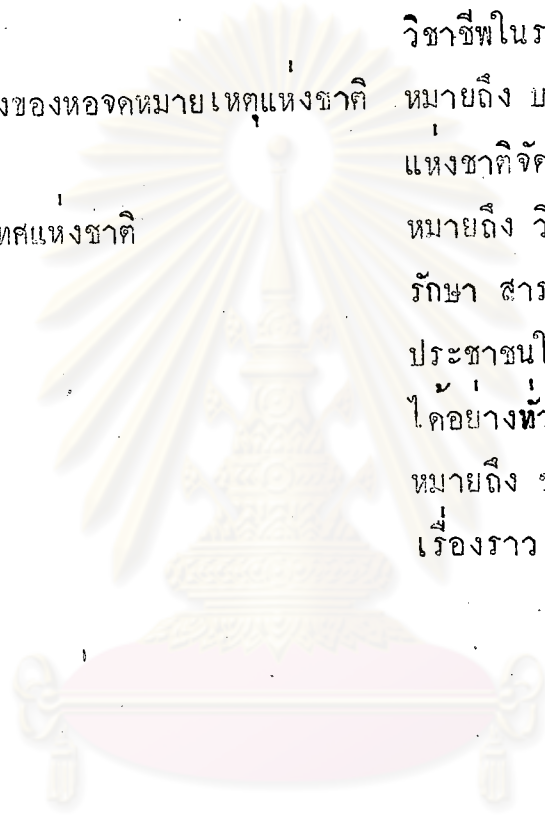 วิชาชีพในร
งของหอจดหมายเหตุแห่งชาติ หมายถึง บ
แห่งชาติจัด
ทศแห่งชาติ หมายถึง วิ
รักษา สาร
ประชาชนใ
ได้อย่างทั่ว
หมายถึง ข
เรื่องราว